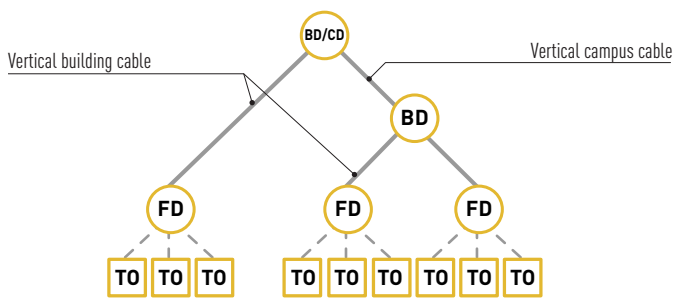 BD/CD
Vertical building cable
Vertical campus cable
BD
FD FD FD
TO TO TO TO TO TO TO TO TO